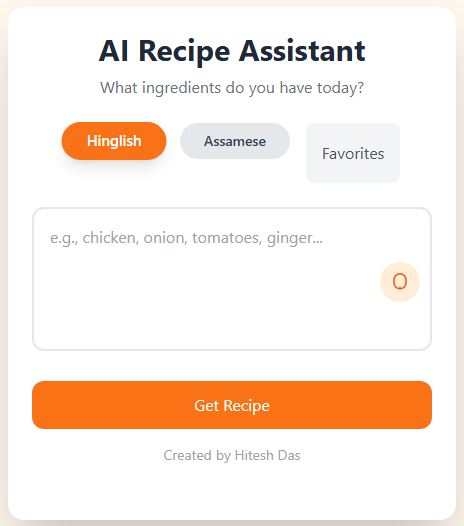 AI Recipe Assistant
What ingredients do you have today?
Hinglish Assamese Favorites
e.g., chicken, onion, tomatoes, ginger...
Get Recipe
Created by Hitesh Das